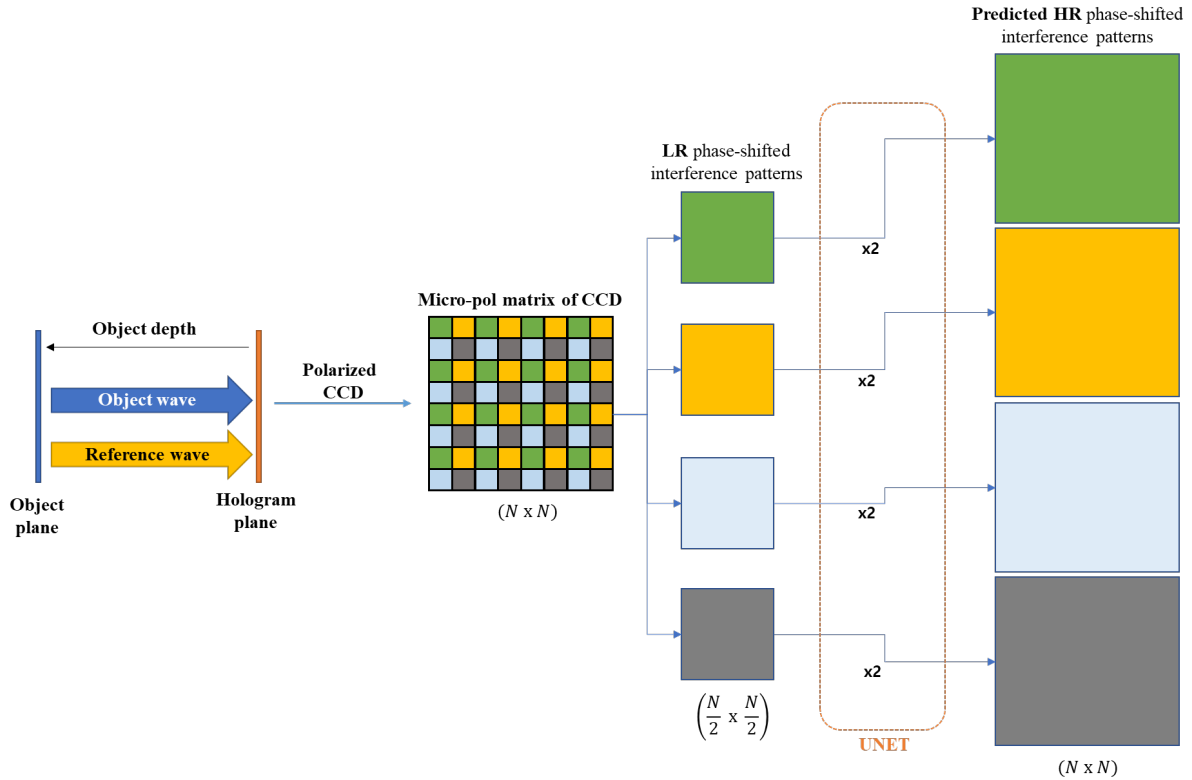 Predicted HR phase-shifted
interference patterns
LR phase-shifted
interference patterns
x2
Micro-pol matrix of CCD
Object depth
Polarized
CCD
Object wave
Reference wave
Object
plane
Hologram
plane
(N x N)
x2
x2
x2
(N/2 x N/2)
UNET
(N x N)